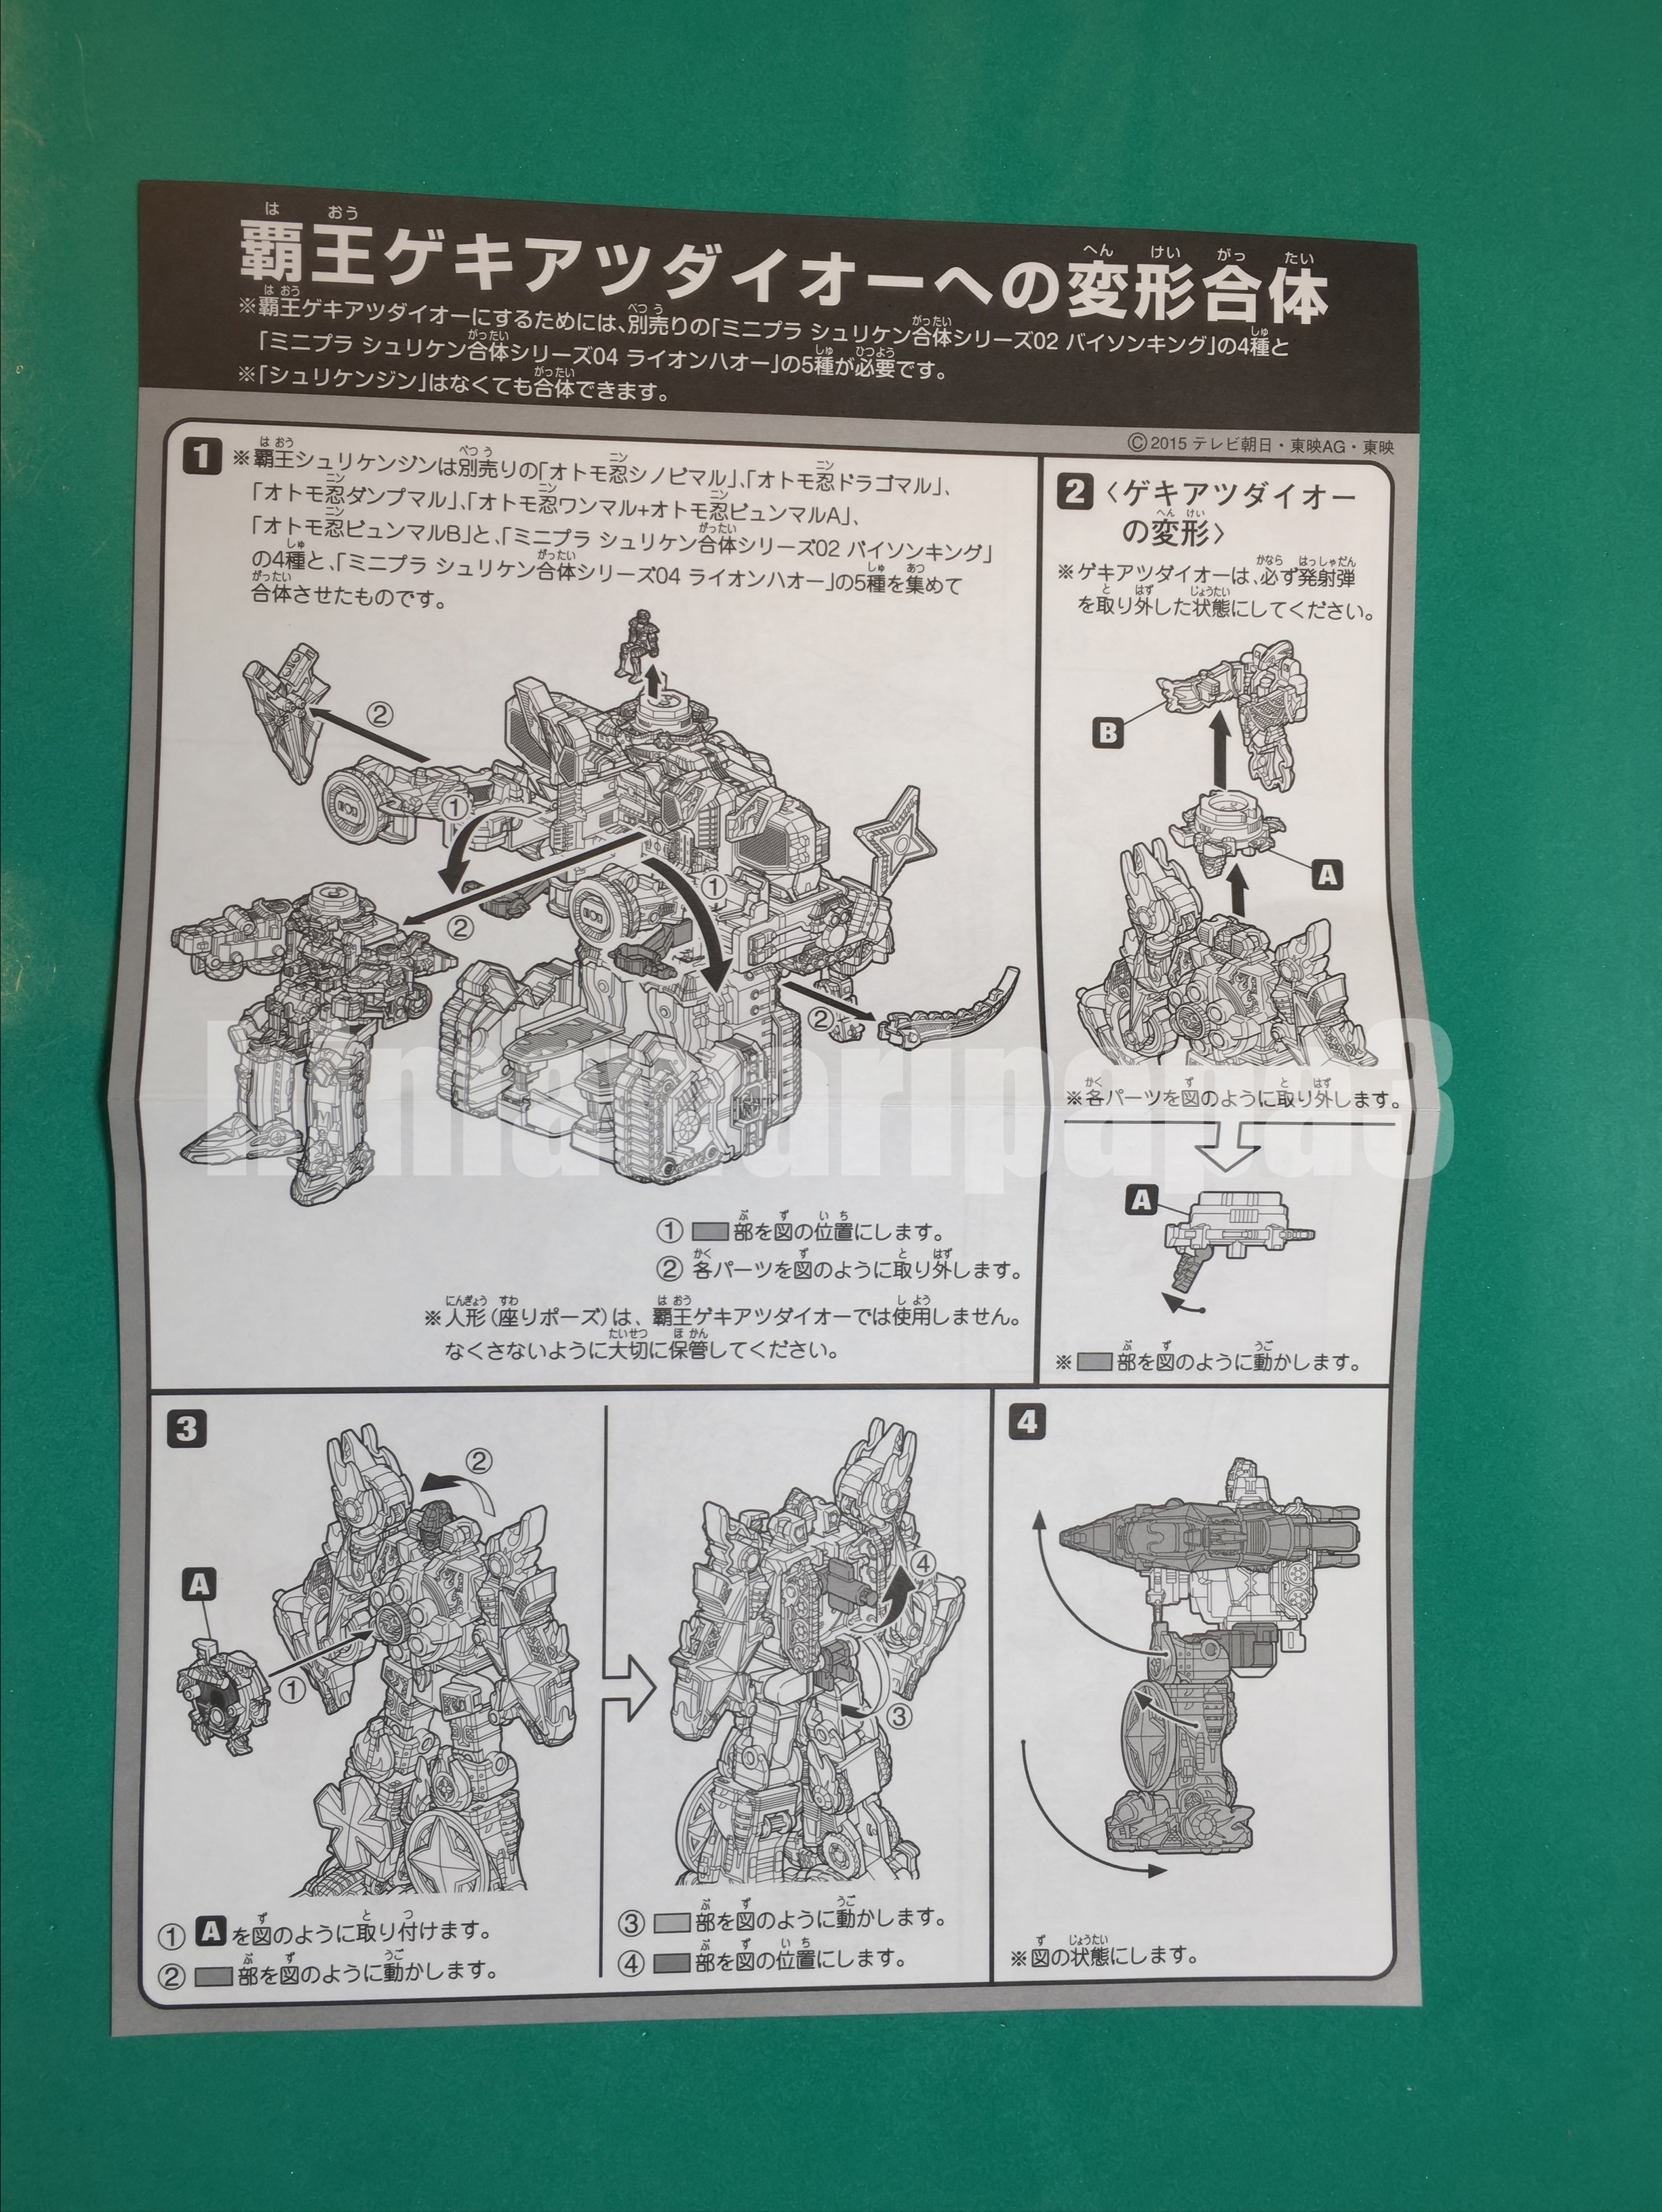 覇王ゲキアツダイオーへの変形合体
※覇王ゲキアツダイオーにするためには、別売りの「ミニプラ シュリケン合体シリーズ02 バイソンキング」の4種と
「ミニプラ シュリケン合体シリーズ04 ライオンハオー」の5種が必要です。
※「シュリケンジン」はなくても合体できます。
Ⓒ2015 テレビ朝日・東映AG・東映
1
※覇王シュリケンジンは別売りの「オトモ忍シノビマル」、「オトモ忍ドラゴマル」、
「オトモ忍ダンプマル」、「オトモ忍ワンマル+オトモ忍ビュンマルA」、
「オトモ忍ビュンマルB」と、「ミニプラ シュリケン合体シリーズ02 バイソンキング」
の4種と、「ミニプラ シュリケン合体シリーズ04 ライオンハオー」の5種を集めて
合体させたものです。
②
①
①
②
②
① 部を図の位置にします。
② 各パーツを図のように取り外します。
※人形(座りポーズ)は、覇王ゲキアツダイオーでは使用しません。
なくさないように大切に保管してください。
2 〈ゲキアツダイオー
の変形〉
※ゲキアツダイオーは、必ず発射弾
を取り外した状態にしてください。
B
A
※各パーツを図のように取り外します。
A
※ 部を図のように動かします。
3
②
A
①
④
③
① Aを図のように取り付けます。
② 部を図のように動かします。
③ 部を図のように動かします。
④ 部を図の位置にします。
4
※図の状態にします。